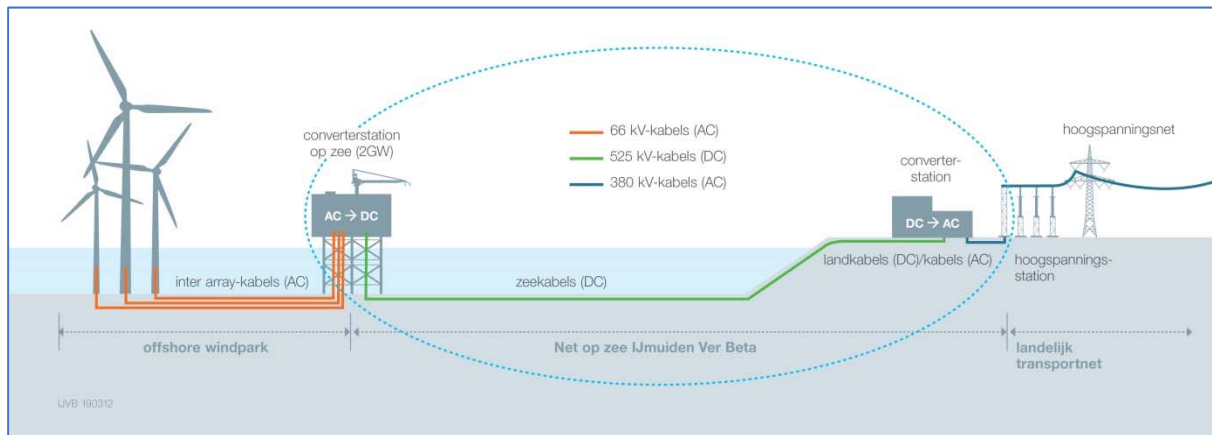 converterstation
op zee (2GW)
AC → DC
66 kV-kabels (AC)
525 kV-kabels (DC)
380 kV-kabels (AC)
converter-
station
DC → AC
hoogspanningsnet
inter array-kabels (AC)
zeekabels (DC)
landkabels (DC)/kabels (AC)
hoogspannings-
station
offshore windpark
Net op zee IJmuiden Ver Beta
landelijk
transportnet
IJVB 190312